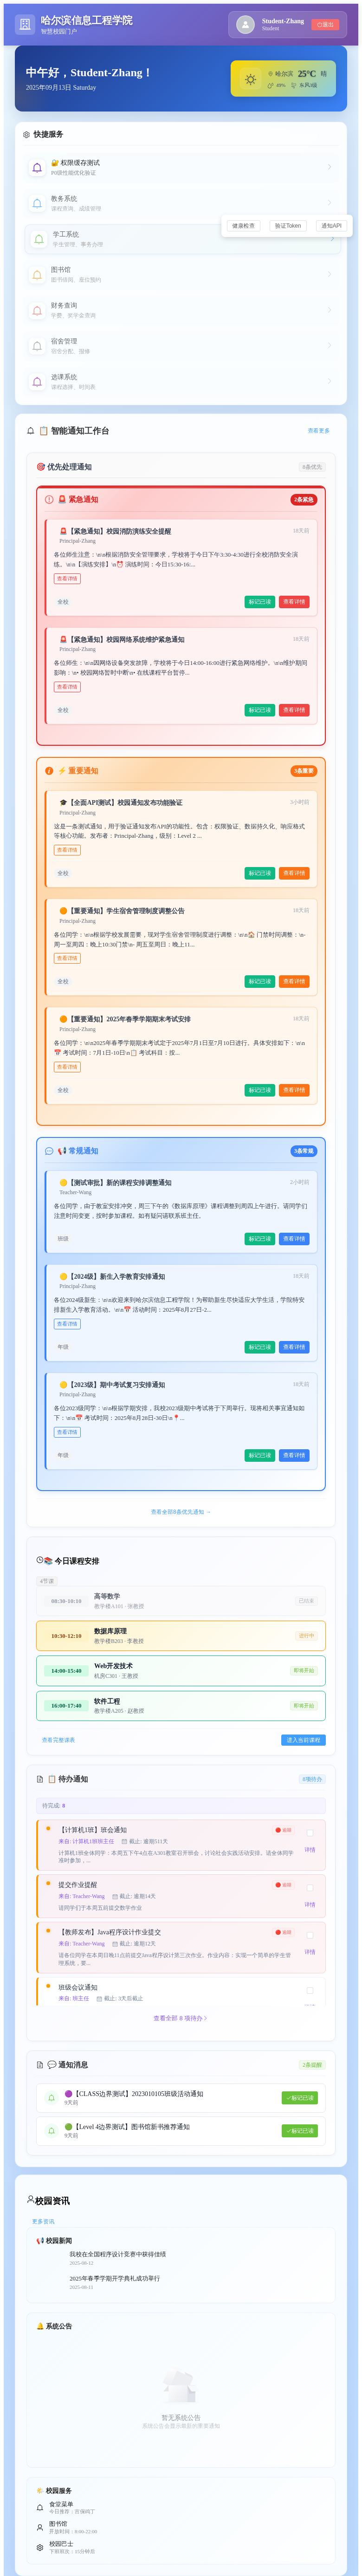 哈尔滨信息工程学院
智慧校园门户
Student-Zhang
Student
退出
中午好，Student-Zhang！
2025年09月13日 Saturday
哈尔滨 25°C 晴
49% 东风3级
快捷服务
🔐 权限缓存测试
P0级性能优化验证
教务系统
课程查询、成绩管理
健康检查 验证Token 通知API
学工系统
学生管理、事务办理
图书馆
图书借阅、座位预约
财务查询
学费、奖学金查询
宿舍管理
宿舍分配、报修
选课系统
课程选择、时间表
📋 智能通知工作台
查看更多
🎯 优先处理通知
8条优先
🚨 紧急通知
2条紧急
🚨【紧急通知】校园消防演练安全提醒
18天前
Principal-Zhang
各位师生注意：\n\n根据消防安全管理要求，学校将于今日下午3:30-4:30进行全校消防安全演
练。\n\n【演练安排】\n⏰ 演练时间：今日15:30-16:...
查看详情
全校
标记已读 查看详情
🚨【紧急通知】校园网络系统维护紧急通知
18天前
Principal-Zhang
各位师生：\n\n因网络设备突发故障，学校将于今日14:00-16:00进行紧急网络维护。\n\n维护期间
影响：\n• 校园网络暂时中断\n• 在线课程平台暂停...
查看详情
全校
标记已读 查看详情
⚡ 重要通知
3条重要
🎓【全面API测试】校园通知发布功能验证
Principal-Zhang
这是一条测试通知，用于验证通知发布API的功能性。包含：权限验证、数据持久化、响应格式
等核心功能。发布者：Principal-Zhang，级别：Level 2 ...
查看详情
全校
标记已读 查看详情
🟠【重要通知】学生宿舍管理制度调整公告
18天前
Principal-Zhang
各位同学：\n\n根据学校发展需要，现对学生宿舍管理制度进行调整：\n\n🏠 门禁时间调整：\n-
周一至周四：晚上10:30门禁\n- 周五至周日：晚上11...
查看详情
全校
标记已读 查看详情
🟠【重要通知】2025年春季学期期末考试安排
18天前
Principal-Zhang
各位同学：\n\n2025年春季学期期末考试定于2025年7月1日至7月10日进行。具体安排如下：\n\n
📅 考试时间：7月1日-10日\n📋 考试科目：按...
查看详情
全校
标记已读 查看详情
📢 常规通知
3条常规
🟡【测试审批】新的课程安排调整通知
2小时前
Teacher-Wang
各位同学，由于教室安排冲突，周三下午的《数据库原理》课程调整到周四上午进行。请同学们
注意时间变更，按时参加课程。如有疑问请联系班主任。
班级
标记已读 查看详情
🟡【2024级】新生入学教育安排通知
18天前
Principal-Zhang
各位2024级新生：\n\n欢迎来到哈尔滨信息工程学院！为帮助新生尽快适应大学生活，学院特安
排新生入学教育活动。\n\n📅 活动时间：2025年8月27日-2...
查看详情
年级
标记已读 查看详情
🟡【2023级】期中考试复习安排通知
18天前
Principal-Zhang
各位2023级同学：\n\n根据学期安排，我校2023级期中考试将于下周举行。现将相关事宜通知如
下：\n\n📅 考试时间：2025年8月28日-30日\n📍...
查看详情
年级
标记已读 查看详情
查看全部8条优先通知 →
📚 今日课程安排
4节课
08:30-10:10 高等数学 已结束
教学楼A101 · 张教授
10:30-12:10 数据库原理 进行中
教学楼B203 · 李教授
14:00-15:40 Web开发技术 即将开始
机房C301 · 王教授
16:00-17:40 软件工程 即将开始
教学楼A205 · 赵教授
查看完整课表 进入当前课程
📋 待办通知
8项待办
待完成: 8
【计算机1班】班会通知
逾期
来自: 计算机1班班主任 截止: 逾期511天
详情
计算机1班全体同学：本周五下午4点在A301教室召开班会，讨论社会实践活动安排。请全体同学
准时参加，...
提交作业提醒
逾期
来自: Teacher-Wang 截止: 逾期14天
详情
请同学们于本周五前提交数学作业
【教师发布】Java程序设计作业提交
逾期
来自: Teacher-Wang 截止: 逾期12天
详情
请各位同学在本周日晚11点前提交Java程序设计第三次作业。作业内容：实现一个简单的学生管
理系统，要...
班级会议通知
来自: 班主任 截止: 3天后截止
查看全部 8 项待办
💬 通知消息
2条提醒
🟣【CLASS边界测试】2023010105班级活动通知
9天前
标记已读
🟢【Level 4边界测试】图书馆新书推荐通知
9天前
标记已读
校园资讯
更多资讯
📢 校园新闻
我校在全国程序设计竞赛中获得佳绩
2025-08-12
2025年春季学期开学典礼成功举行
2025-08-11
🔔 系统公告
暂无系统公告
系统公告会显示最新的重要通知
校园服务
食堂菜单
图书馆
开放时间：8:00-22:00
校园巴士
下班班次：15分钟后